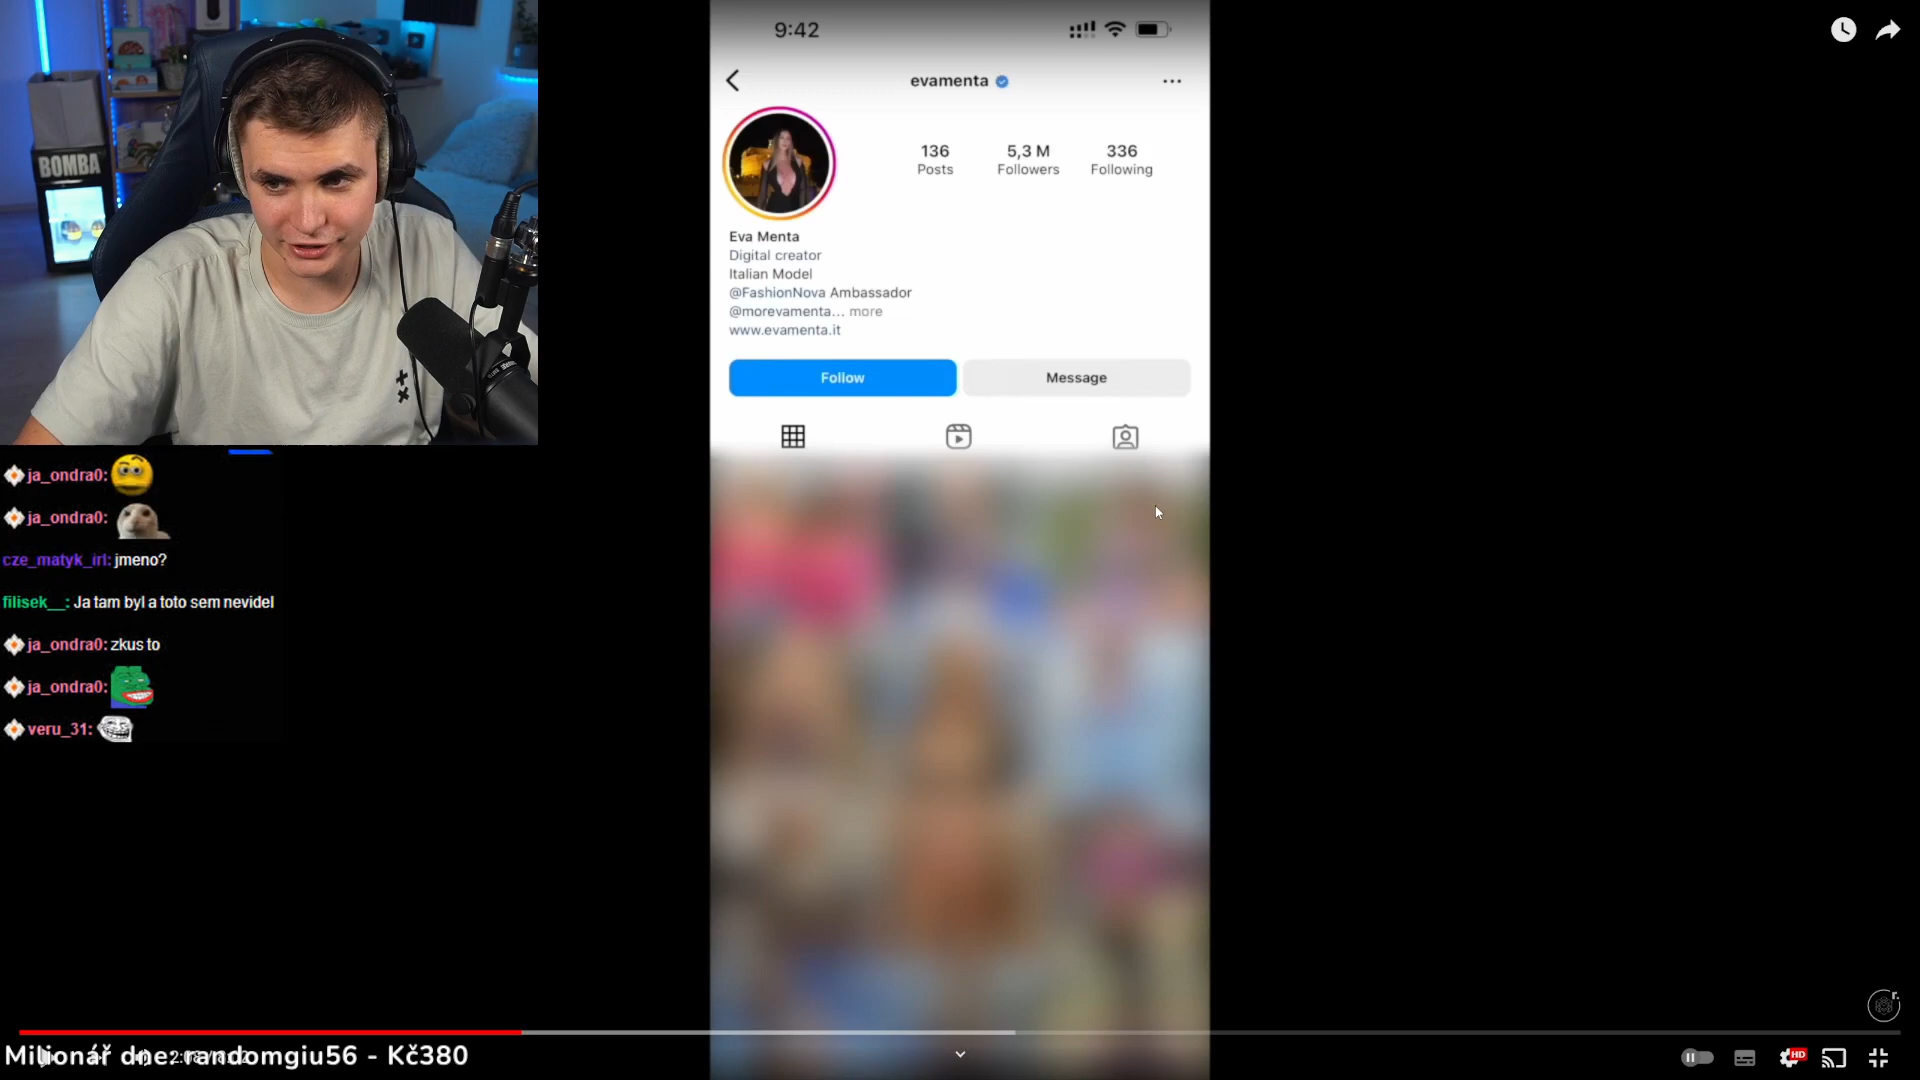 BOMBA
9:42
evamenta
136
5,3 M
336
Posts
Followers
Following
Eva Menta
Digital creator
Italian Model
@FashionNova Ambassador
@morevamenta... more
www.evamenta.it
Follow
Message
ja_ondra0:
ja_ondra0:
cze_matyk_irl: jmeno?
filisek__: Ja tam byl a toto sem nevidel
ja_ondra0: zkus to
ja_ondra0:
veru_31:
Milionář dne: randomgiu56 - Kč380
HD